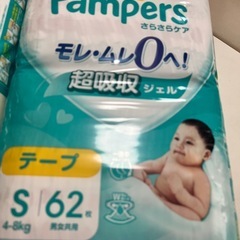 Pampers
さらさらケア
モレ・ムレ0へ!
超吸収
ジェル
テープ
S 62枚
4~8kg 男女共用